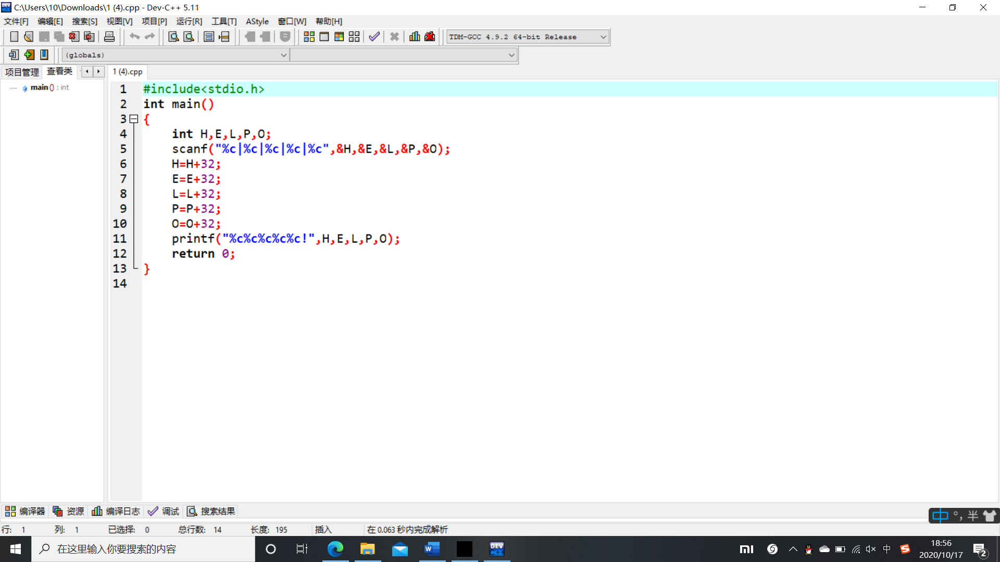 C:\Users\10\Downloads\1 (4).cpp - Dev-C++ 5.11
文件[F] 编辑[E] 搜索[S] 视图[V] 项目[P] 运行[R] 工具[T] AStyle 窗口[W] 帮助[H]
TDM-GCC 4.9.2 64-bit Release
(globals)
项目管理 查看类 1 (4).cpp
main () : int
1 #include<stdio.h>
2 int main()
3 {
4 int H,E,L,P,O;
5 scanf("%c|%c|%c|%c|%c",&H,&E,&L,&P,&O);
6 H=H+32;
7 E=E+32;
8 L=L+32;
9 P=P+32;
10 O=O+32;
11 printf("%c%c%c%c%c!",H,E,L,P,O);
12 return 0;
13 }
14
编译器 资源 编译日志 调试 搜索结果
中 °, 半
行: 1 列: 1 已选择: 0 总行数: 14 长度: 195 插入 在 0.063 秒内完成解析
在这里输入你要搜索的内容
DEV C++
中
18:56
2020/10/17
2